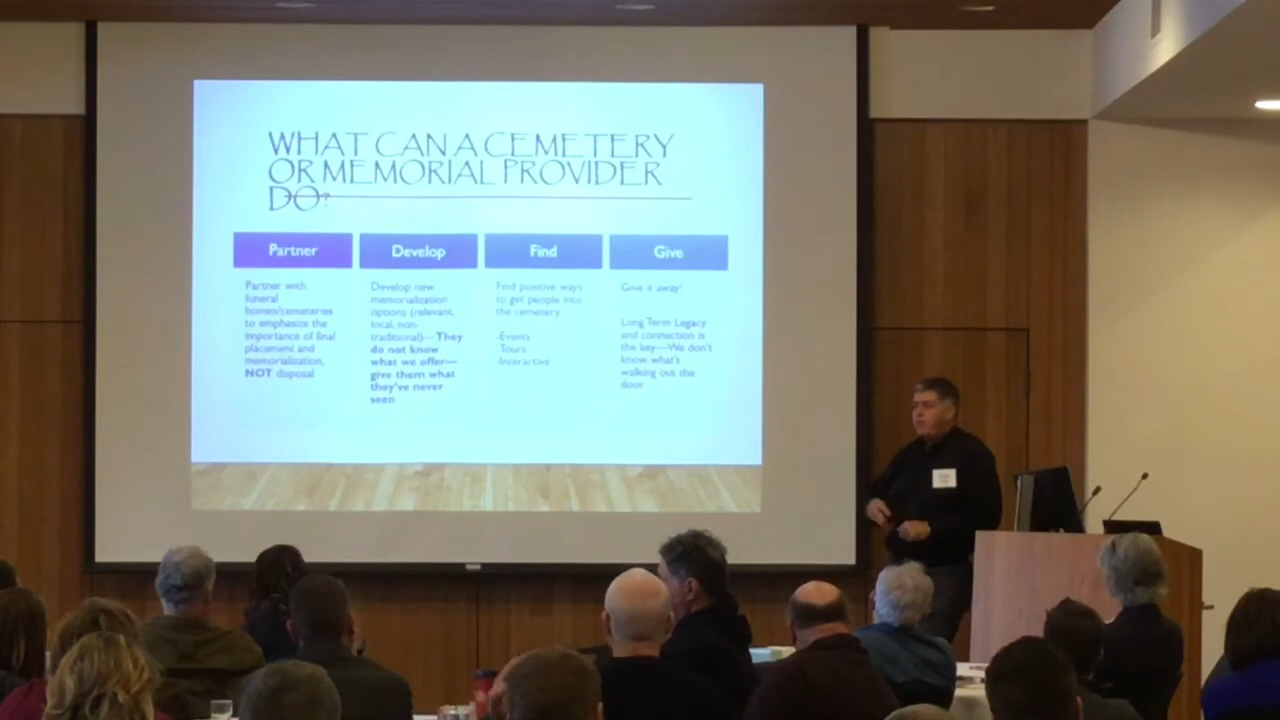 WHAT CAN A CEMETERY
OR MEMORIAL PROVIDER
DO?
Partner
Partner with
funeral
homes/cemeteries
to emphasize the
importance of final
placement and
memorialization,
NOT disposal
Develop
Develop new
memorialization
options (relevant,
local, non-
traditional)—They
do not know
what we offer—
give them what
they've never
seen
Find
Find positive ways
to get people into
the cemetery
-Events
-Tours
-Interactive
Give
Give it away!
Long Term Legacy
and connection is
the key—We don't
know what's
walking out the
door